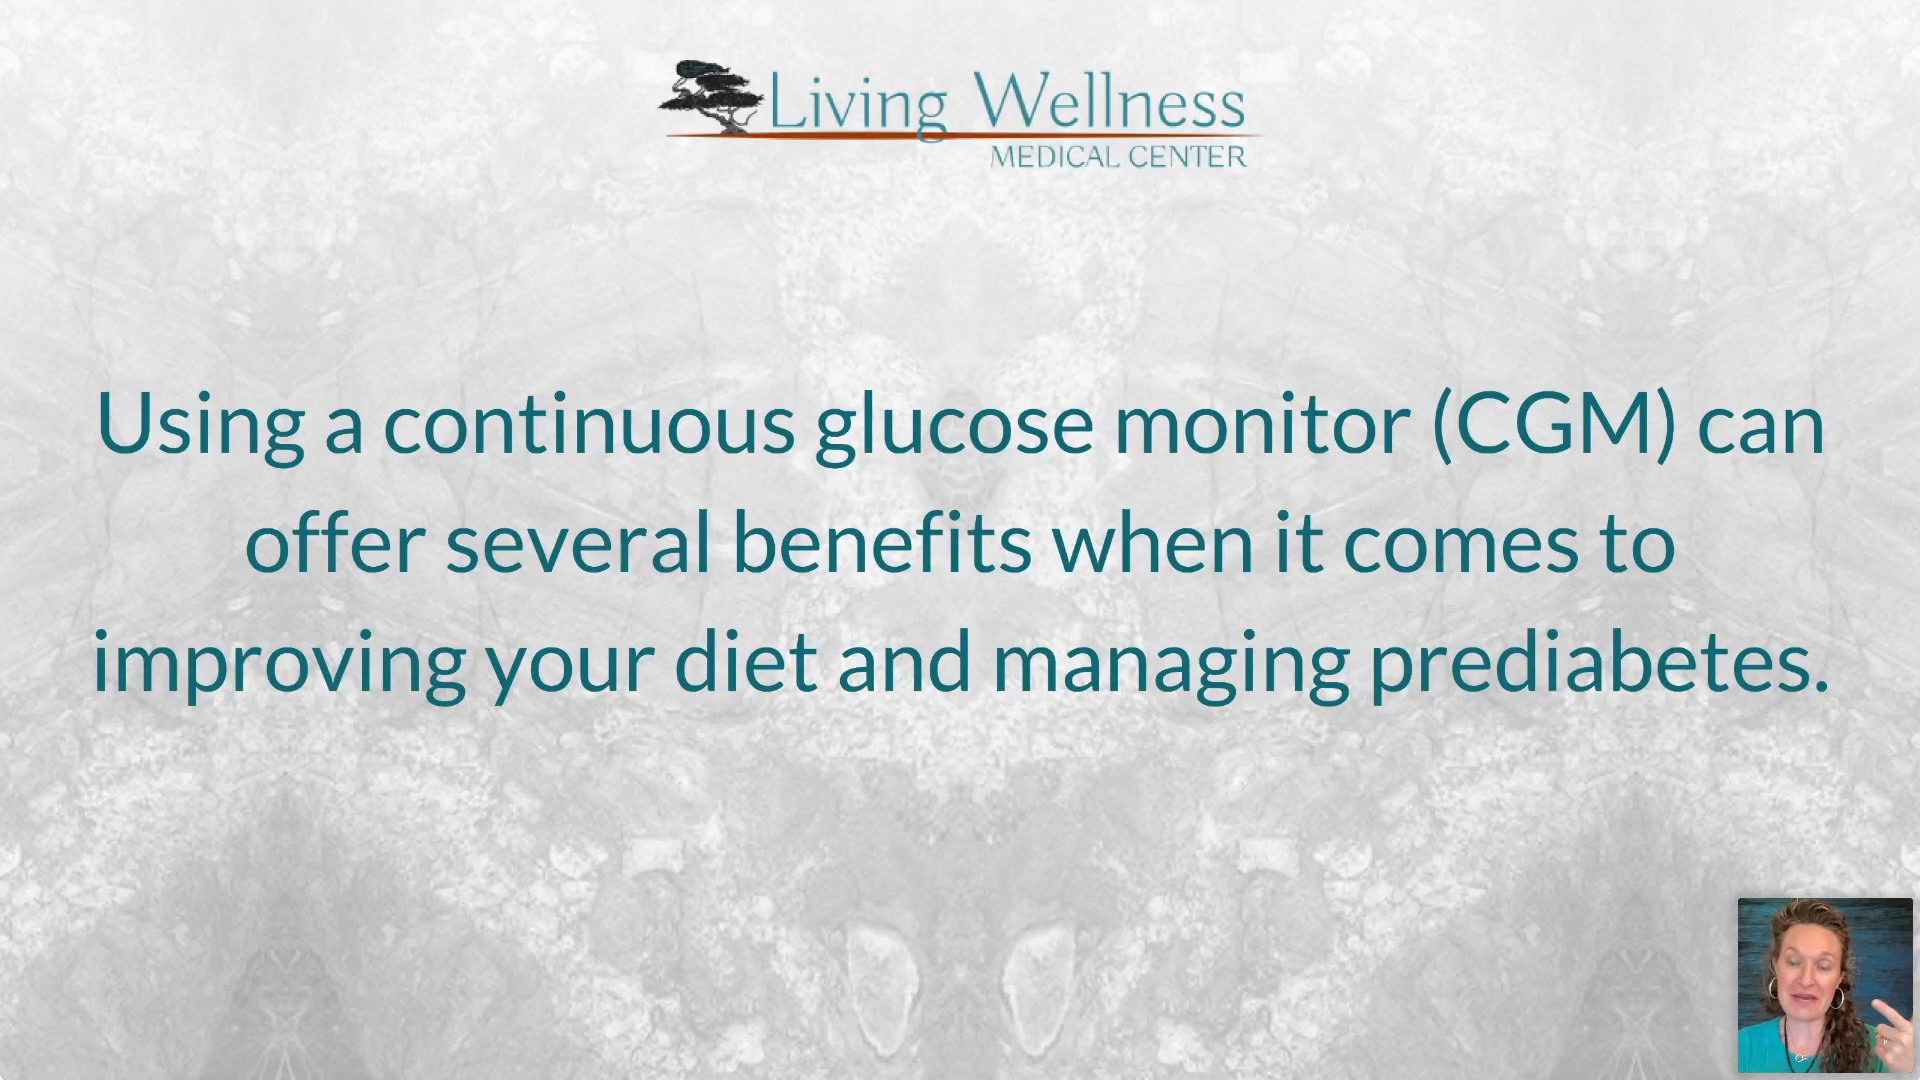 Living Wellness
MEDICAL CENTER
Using a continuous glucose monitor (CGM) can
offer several benefits when it comes to
improving your diet and managing prediabetes.